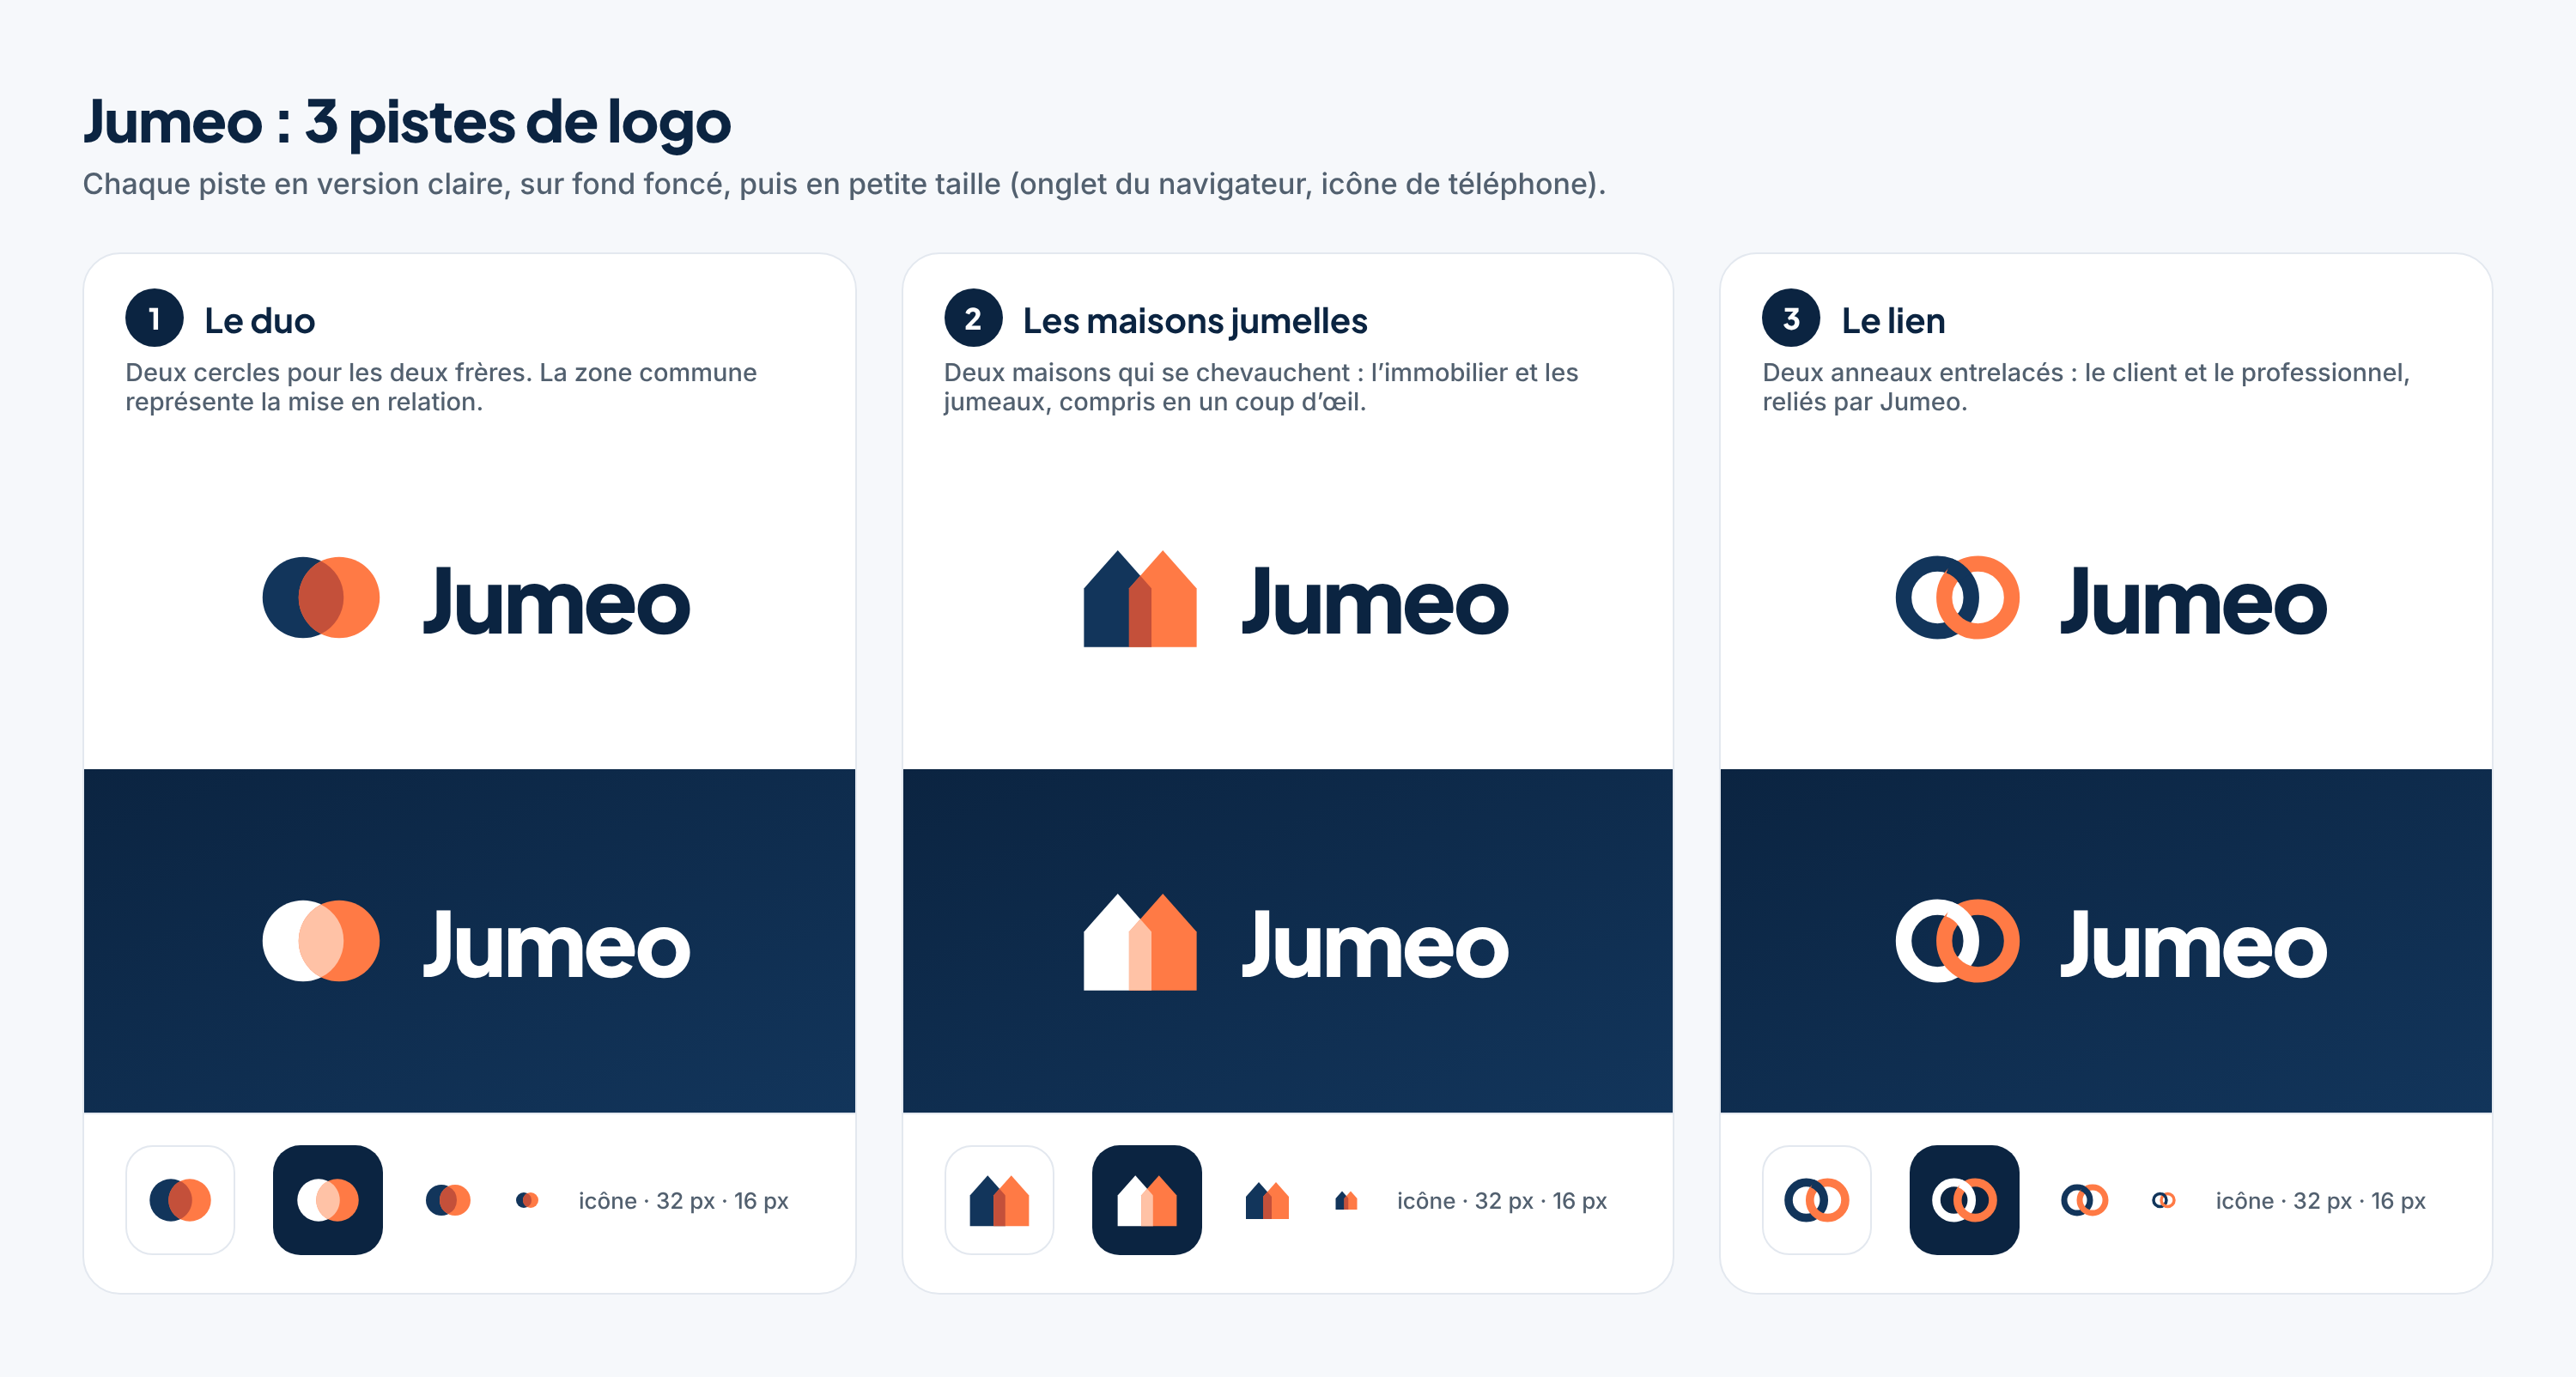 Jumeo : 3 pistes de logo
Chaque piste en version claire, sur fond foncé, puis en petite taille (onglet du navigateur, icône de téléphone).
1 Le duo
Deux cercles pour les deux frères. La zone commune
représente la mise en relation.
Jumeo
Jumeo
icône · 32 px · 16 px
2 Les maisons jumelles
Deux maisons qui se chevauchent : l’immobilier et les
jumeaux, compris en un coup d’œil.
Jumeo
Jumeo
icône · 32 px · 16 px
3 Le lien
Deux anneaux entrelacés : le client et le professionnel,
reliés par Jumeo.
Jumeo
Jumeo
icône · 32 px · 16 px